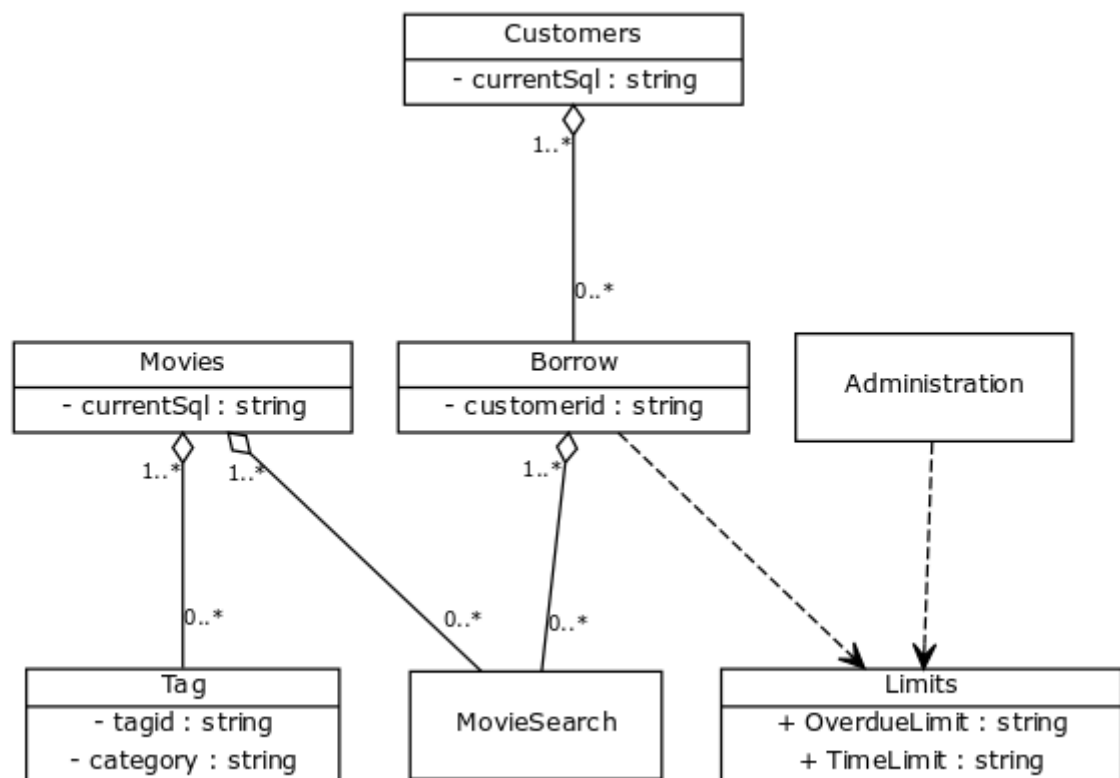 Customers
- currentSql : string
1..*
0..*
Movies
- currentSql : string
Borrow
- customerid : string
Administration
1..*
1..*
1..*
0..*
0..*
0..*
Tag
- tagid : string
- category : string
MovieSearch
Limits
+ OverdueLimit : string
+ TimeLimit : string